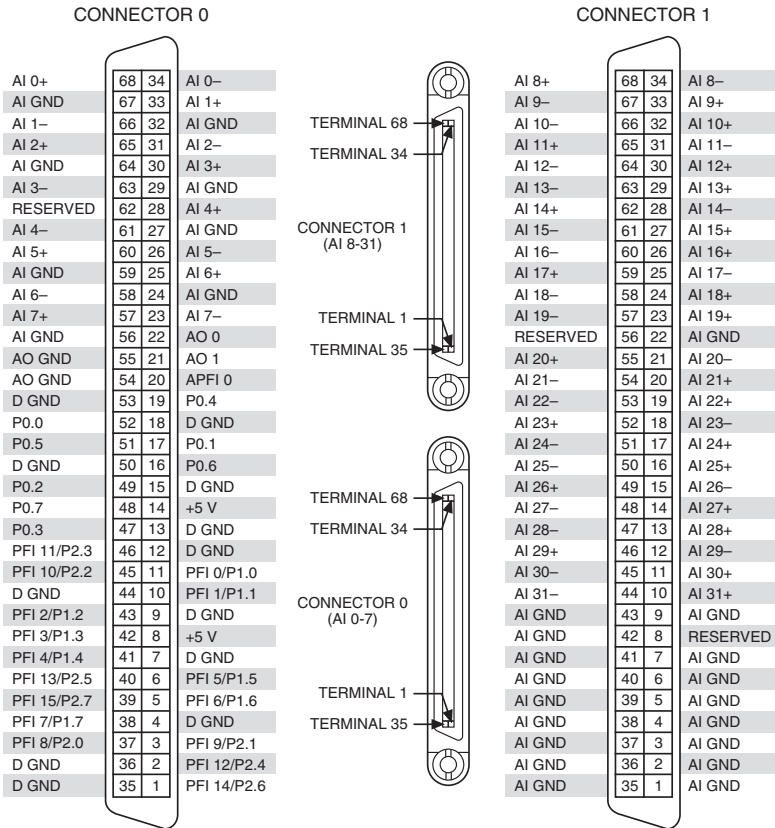 CONNECTOR 0
AI 0+ 68 34 AI 0–
AI GND 67 33 AI 1+
AI 1– 66 32 AI GND
AI 2+ 65 31 AI 2–
AI GND 64 30 AI 3+
AI 3– 63 29 AI GND
RESERVED 62 28 AI 4+
AI 4– 61 27 AI GND
AI 5+ 60 26 AI 5–
AI GND 59 25 AI 6+
AI 6– 58 24 AI GND
AI 7+ 57 23 AI 7–
AI GND 56 22 AO 0
AO GND 55 21 AO 1
AO GND 54 20 APFI 0
D GND 53 19 P0.4
P0.0 52 18 D GND
P0.5 51 17 P0.1
D GND 50 16 P0.6
P0.2 49 15 D GND
P0.7 48 14 +5 V
P0.3 47 13 D GND
PFI 11/P2.3 46 12 D GND
PFI 10/P2.2 45 11 PFI 0/P1.0
D GND 44 10 PFI 1/P1.1
PFI 2/P1.2 43 9 D GND
PFI 3/P1.3 42 8 +5 V
PFI 4/P1.4 41 7 D GND
PFI 13/P2.5 40 6 PFI 5/P1.5
PFI 15/P2.7 39 5 PFI 6/P1.6
PFI 7/P1.7 38 4 D GND
PFI 8/P2.0 37 3 PFI 9/P2.1
D GND 36 2 PFI 12/P2.4
D GND 35 1 PFI 14/P2.6
TERMINAL 68
TERMINAL 34
CONNECTOR 1
(AI 8-31)
TERMINAL 1
TERMINAL 35
TERMINAL 68
TERMINAL 34
CONNECTOR 0
(AI 0-7)
TERMINAL 1
TERMINAL 35
CONNECTOR 1
AI 8+ 68 34 AI 8–
AI 9– 67 33 AI 9+
AI 10– 66 32 AI 10+
AI 11+ 65 31 AI 11–
AI 12– 64 30 AI 12+
AI 13– 63 29 AI 13+
AI 14+ 62 28 AI 14–
AI 15– 61 27 AI 15+
AI 16– 60 26 AI 16+
AI 17+ 59 25 AI 17–
AI 18– 58 24 AI 18+
AI 19– 57 23 AI 19+
RESERVED 56 22 AI GND
AI 20+ 55 21 AI 20–
AI 21– 54 20 AI 21+
AI 22– 53 19 AI 22+
AI 23+ 52 18 AI 23–
AI 24– 51 17 AI 24+
AI 25– 50 16 AI 25+
AI 26+ 49 15 AI 26–
AI 27– 48 14 AI 27+
AI 28– 47 13 AI 28+
AI 29+ 46 12 AI 29–
AI 30– 45 11 AI 30+
AI 31– 44 10 AI 31+
AI GND 43 9 AI GND
AI GND 42 8 RESERVED
AI GND 41 7 AI GND
AI GND 40 6 AI GND
AI GND 39 5 AI GND
AI GND 38 4 AI GND
AI GND 37 3 AI GND
AI GND 36 2 AI GND
AI GND 35 1 AI GND